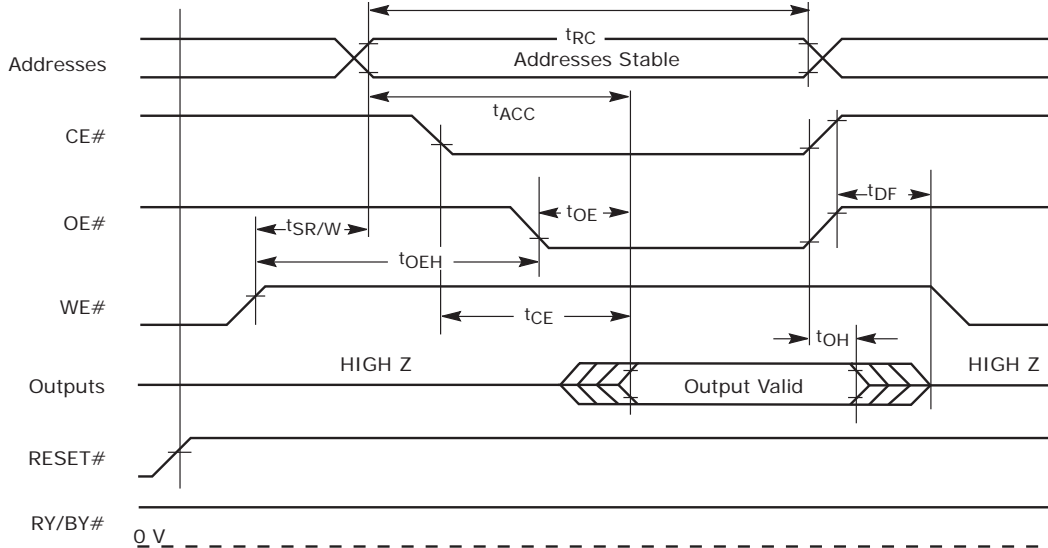 tRC
Addresses
Addresses Stable
tACC
CE#
tDF
OE#
tSR/W
tOE
tOEH
WE#
tCE
tOH
HIGH Z
HIGH Z
Outputs
Output Valid
RESET#
RY/BY#
0 V